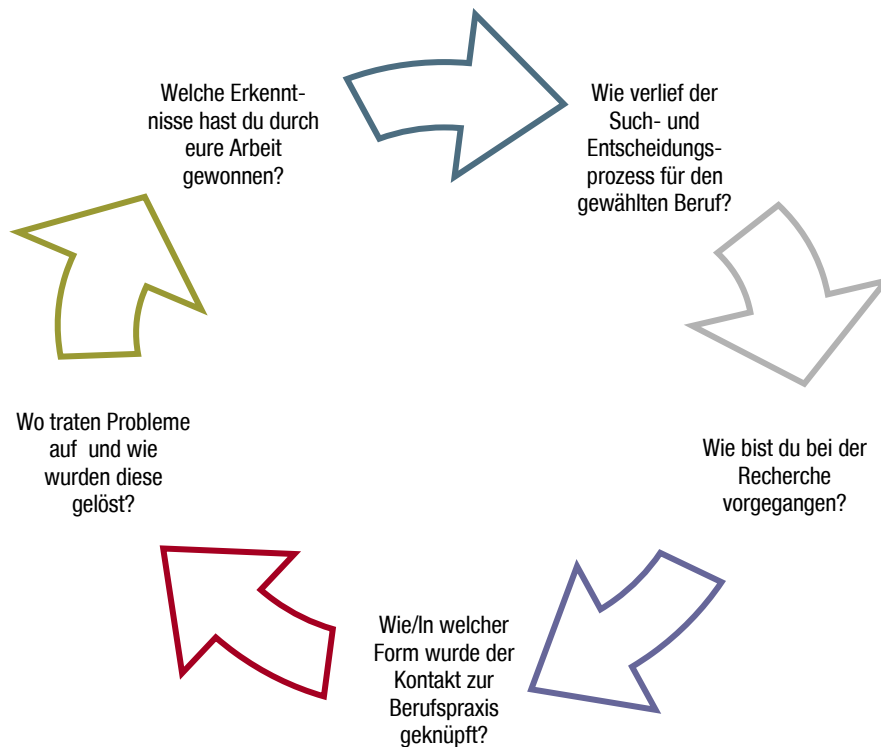 Welche Erkennt-
nisse hast du durch
eure Arbeit
gewonnen?
Wie verlief der
Such- und
Entscheidungs-
prozess für den
gewählten Beruf?
Wie bist du bei der
Recherche
vorgegangen?
Wie/In welcher
Form wurde der
Kontakt zur
Berufspraxis
geknüpft?
Wo traten Probleme
auf  und wie
wurden diese
gelöst?